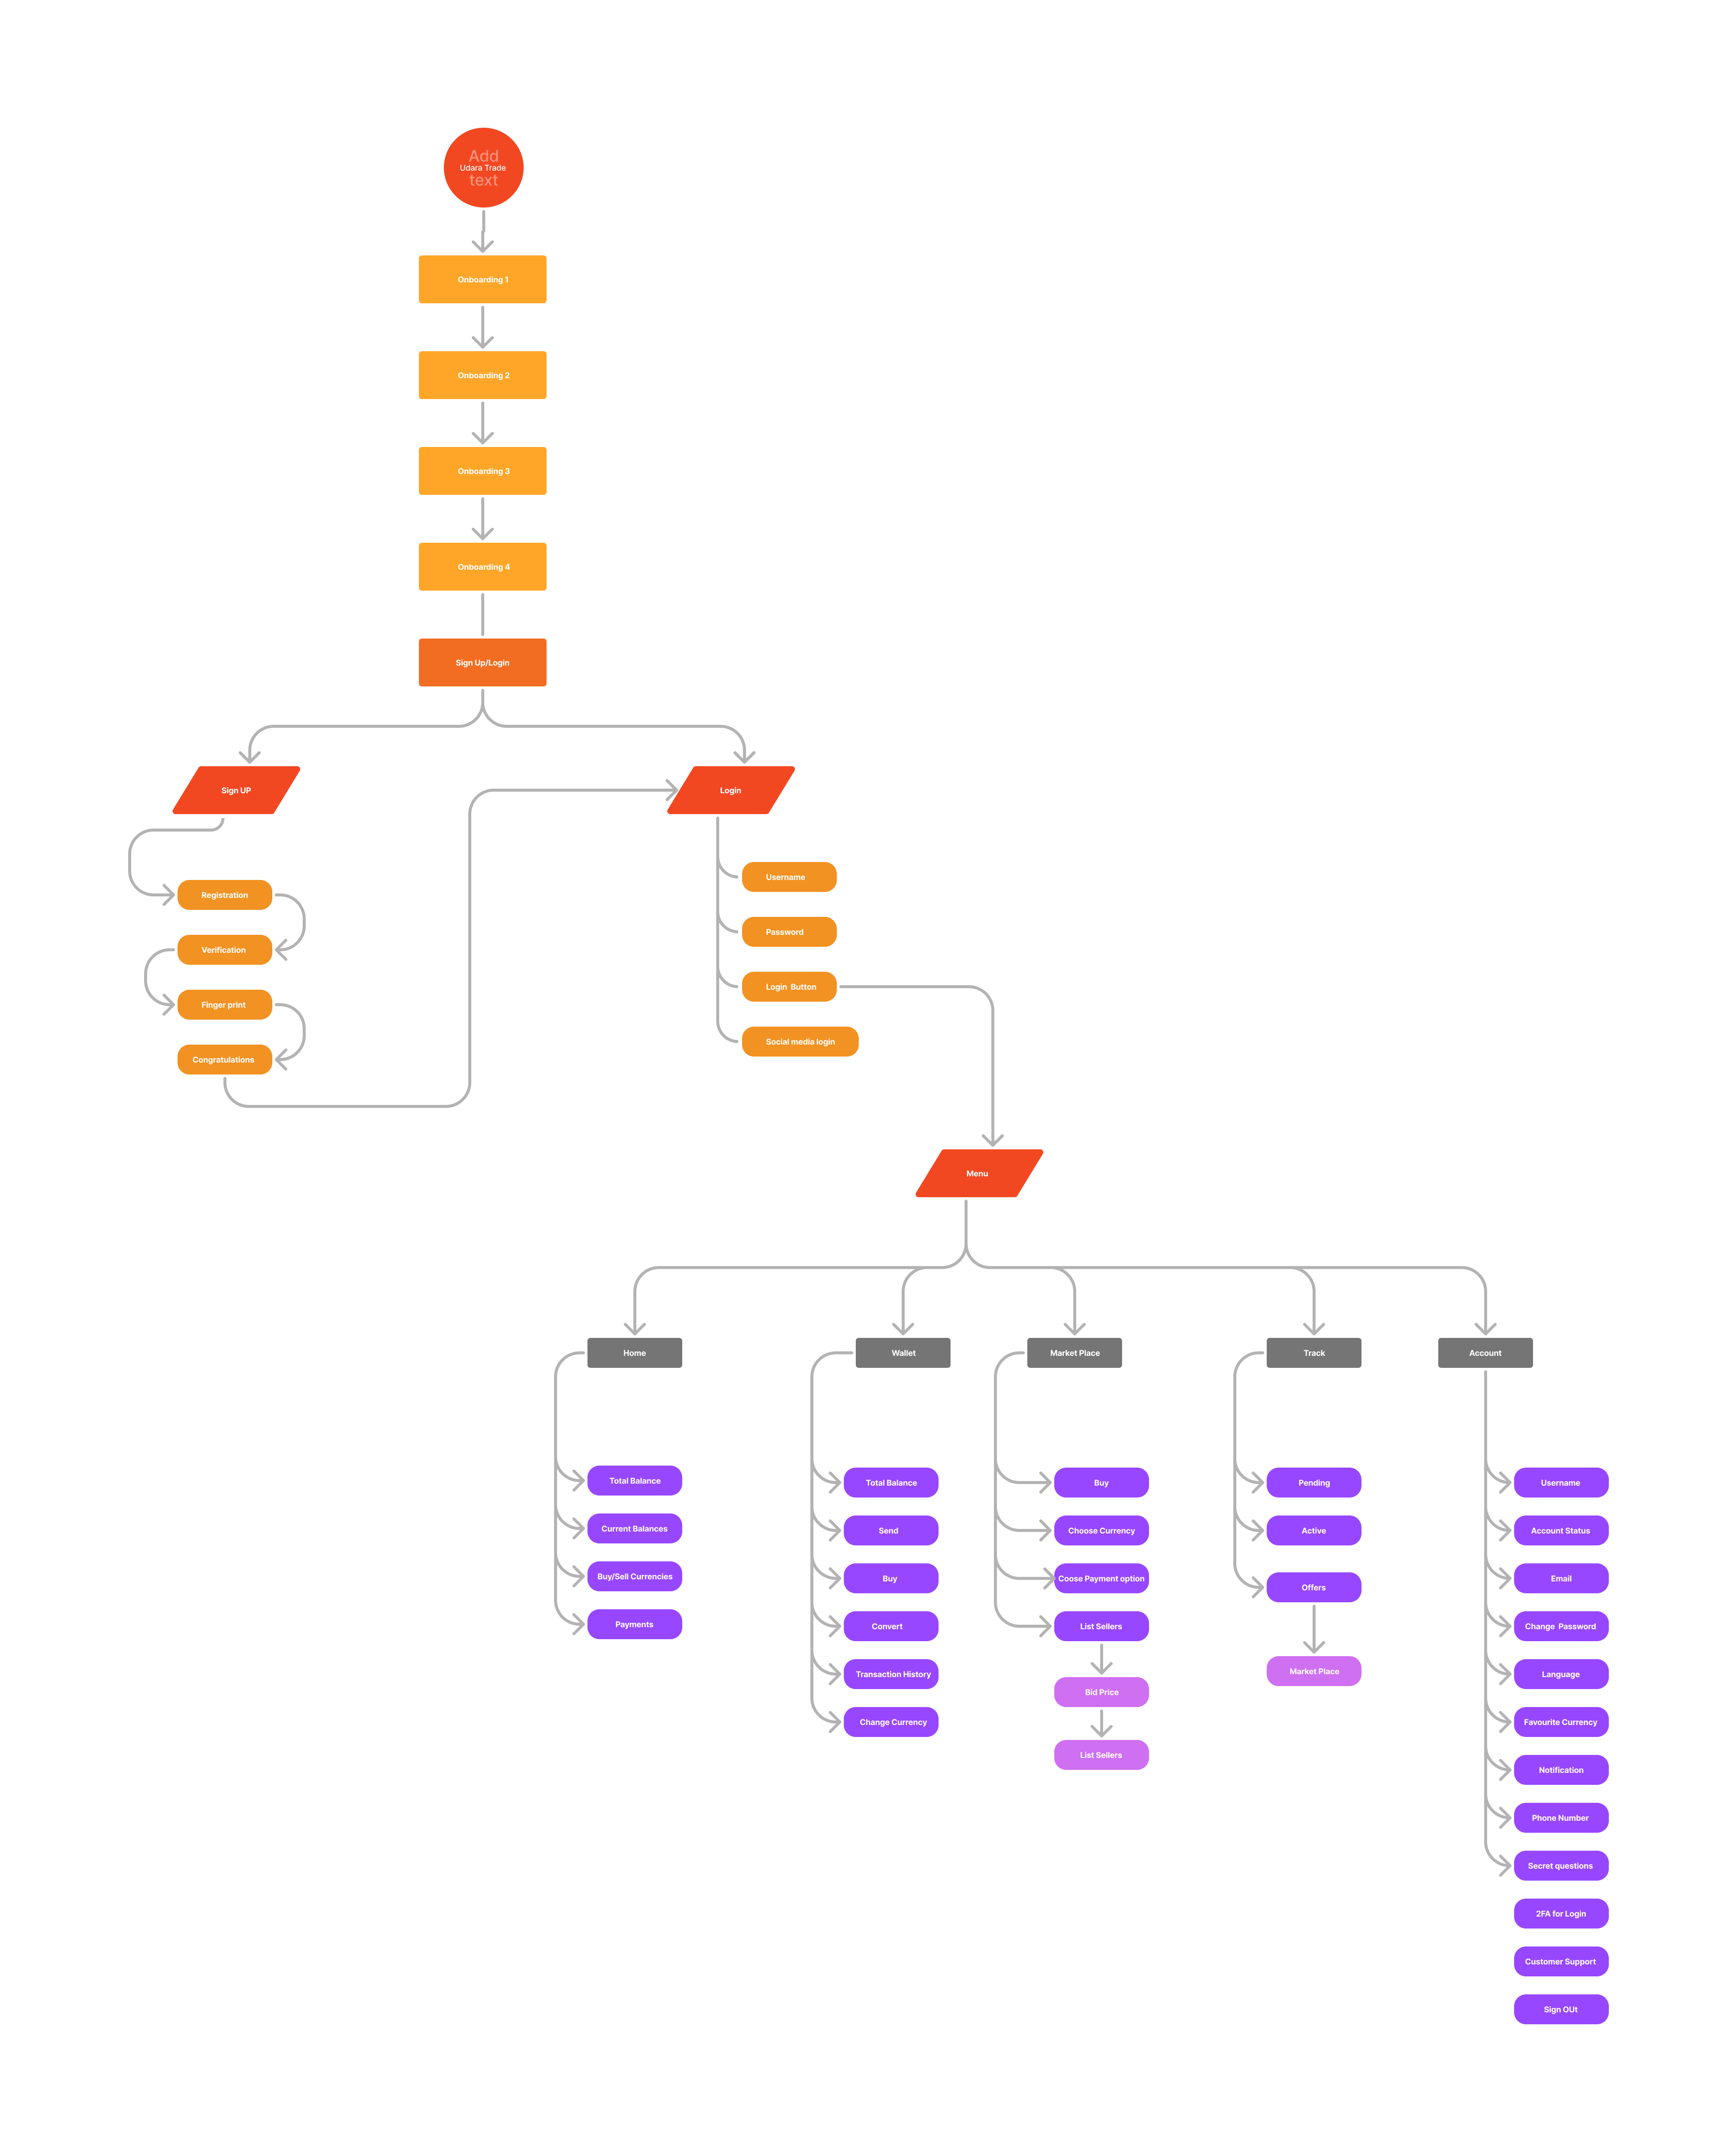 Add
Udara Trade
text
Onboarding 1
Onboarding 2
Onboarding 3
Onboarding 4
Sign Up/Login
Sign UP
Login
Username
Registration
Password
Verification
Login  Button
Finger print
Social media login
Congratulations
Menu
Home
Wallet
Market Place
Track
Account
Total Balance
Current Balances
Buy/Sell Currencies
Payments
Total Balance
Send
Buy
Convert
Transaction History
Change Currency
Buy
Choose Currency
Coose Payment option
List Sellers
Bid Price
List Sellers
Pending
Active
Offers
Market Place
Username
Account Status
Email
Change  Password
Language
Favourite Currency
Notification
Phone Number
Secret questions
2FA for Login
Customer Support
Sign OUt